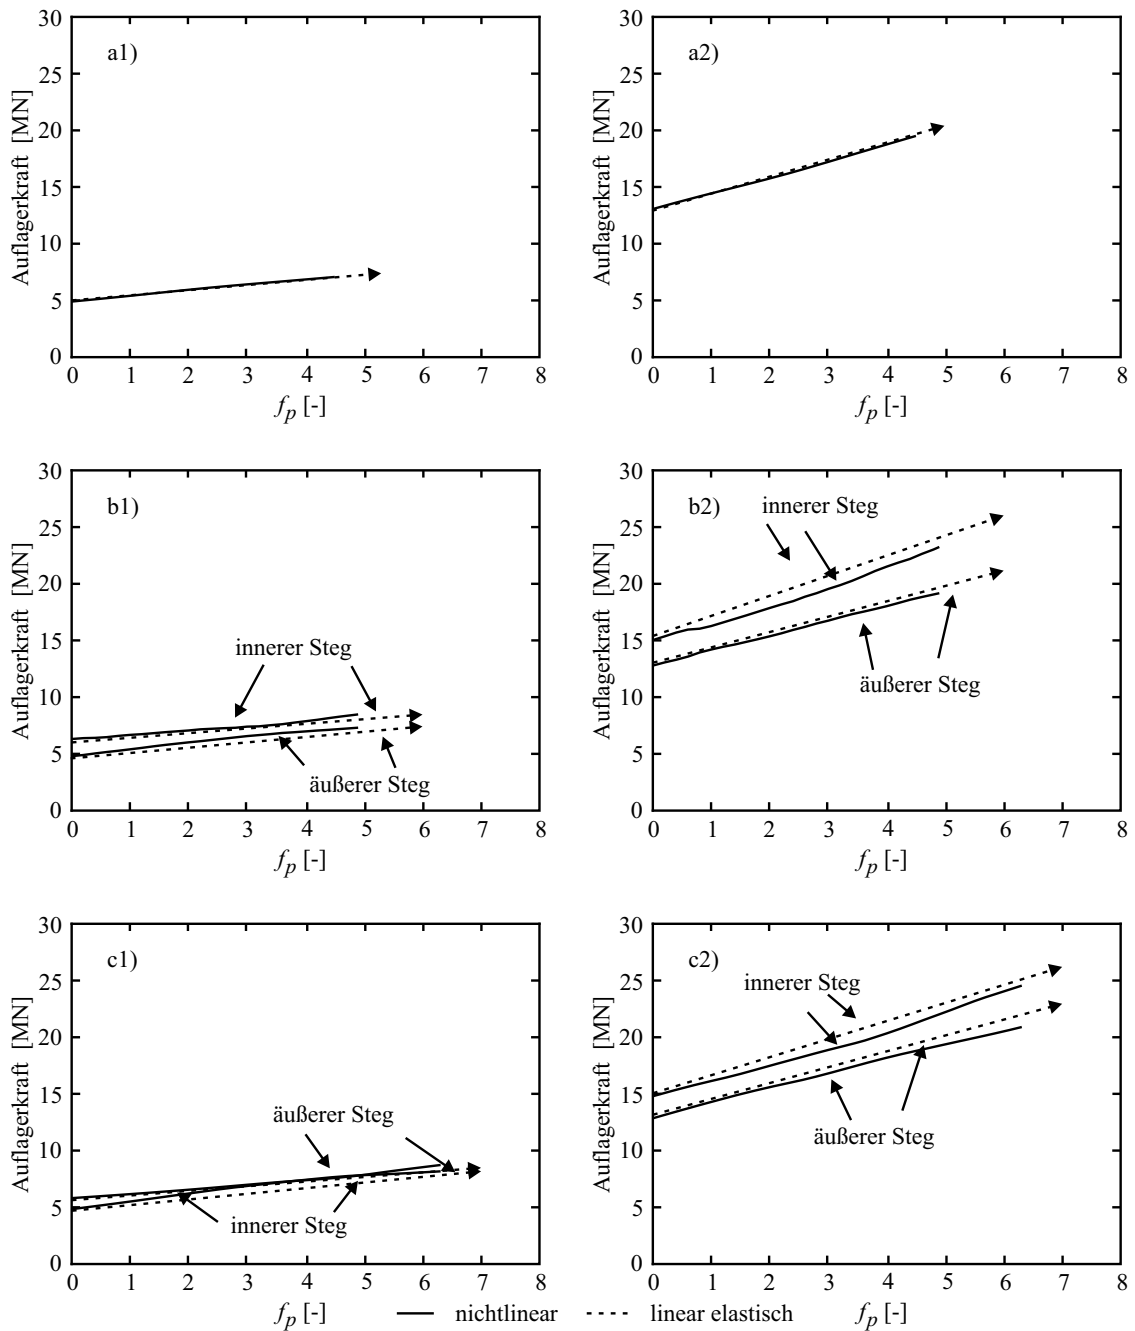 a1)
Auflagerkraft [MN]
30
25
20
15
10
5
0
0 1 2 3 4 5 6 7 8
f_p [-]
a2)
Auflagerkraft [MN]
30
25
20
15
10
5
0
0 1 2 3 4 5 6 7 8
f_p [-]
b1)
Auflagerkraft [MN]
30
25
20
15
10
5
0
innerer Steg
äußerer Steg
0 1 2 3 4 5 6 7 8
f_p [-]
b2)
Auflagerkraft [MN]
30
25
20
15
10
5
0
innerer Steg
äußerer Steg
0 1 2 3 4 5 6 7 8
f_p [-]
c1)
Auflagerkraft [MN]
30
25
20
15
10
5
0
äußerer Steg
innerer Steg
0 1 2 3 4 5 6 7 8
f_p [-]
c2)
Auflagerkraft [MN]
30
25
20
15
10
5
0
innerer Steg
äußerer Steg
0 1 2 3 4 5 6 7 8
f_p [-]
nichtlinear linear elastisch